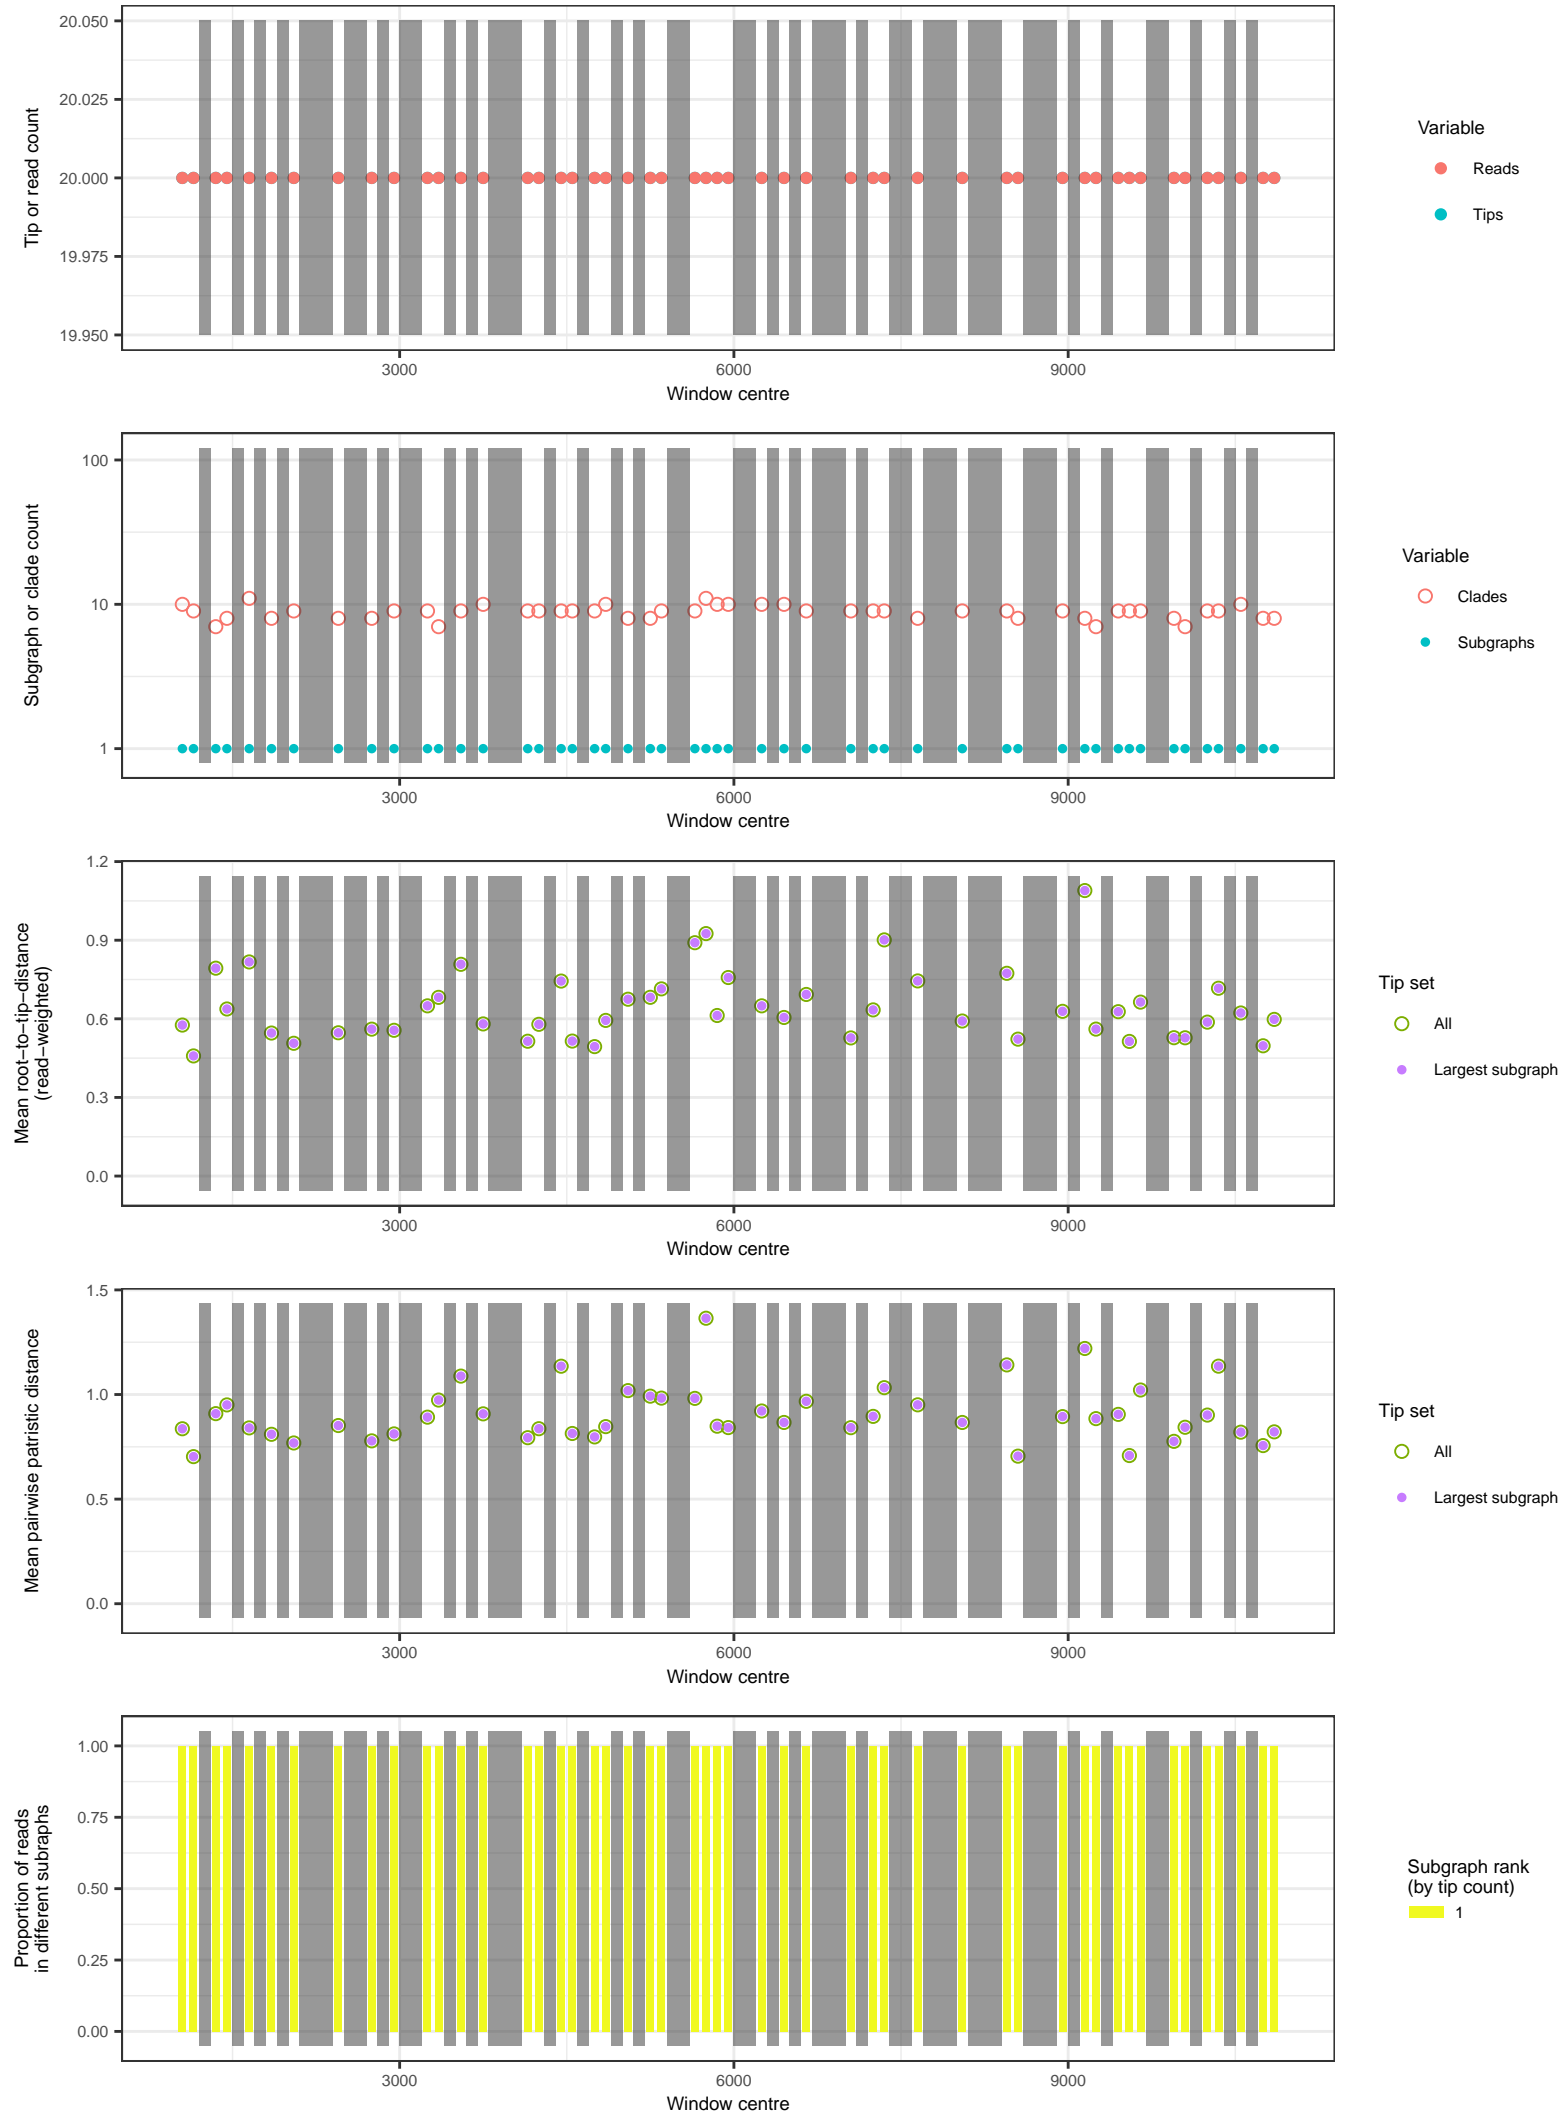 20.050
20.025
20.000
19.975
19.950
Tip or read count
3000
6000
9000
Window centre
Variable
Reads
Tips
100
10
1
Subgraph or clade count
3000
6000
9000
Window centre
Variable
Clades
Subgraphs
1.2
0.9
0.6
0.3
0.0
Mean root−to−tip−distance
(read−weighted)
3000
6000
9000
Window centre
Tip set
All
Largest subgraph
1.5
1.0
0.5
0.0
Mean pairwise patristic distance
3000
6000
9000
Window centre
Tip set
All
Largest subgraph
1.00
0.75
0.50
0.25
0.00
Proportion of reads
in different subraphs
3000
6000
9000
Window centre
Subgraph rank
(by tip count)
1